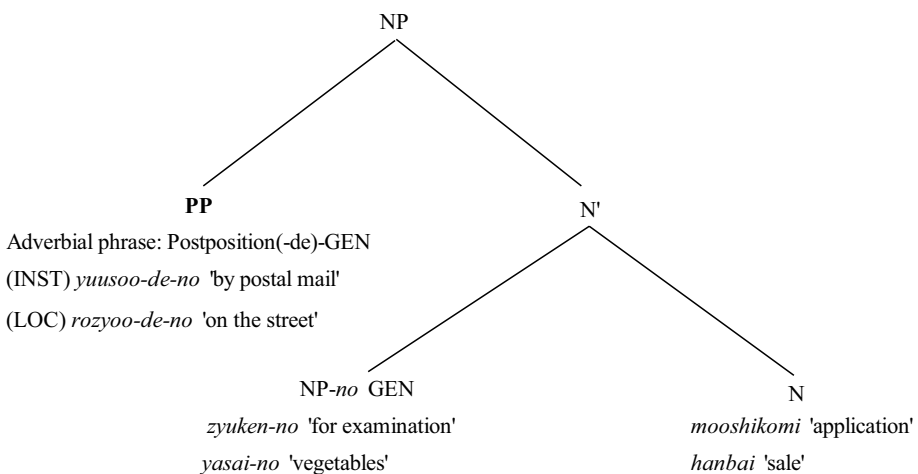 NP
PP
N'
Adverbial phrase: Postposition(-de)-GEN
(INST) yuusoo-de-no 'by postal mail'
(LOC) rozyoo-de-no 'on the street'
NP-no GEN
N
zyuken-no 'for examination'
mooshikomi 'application'
yasai-no 'vegetables'
hanbai 'sale'